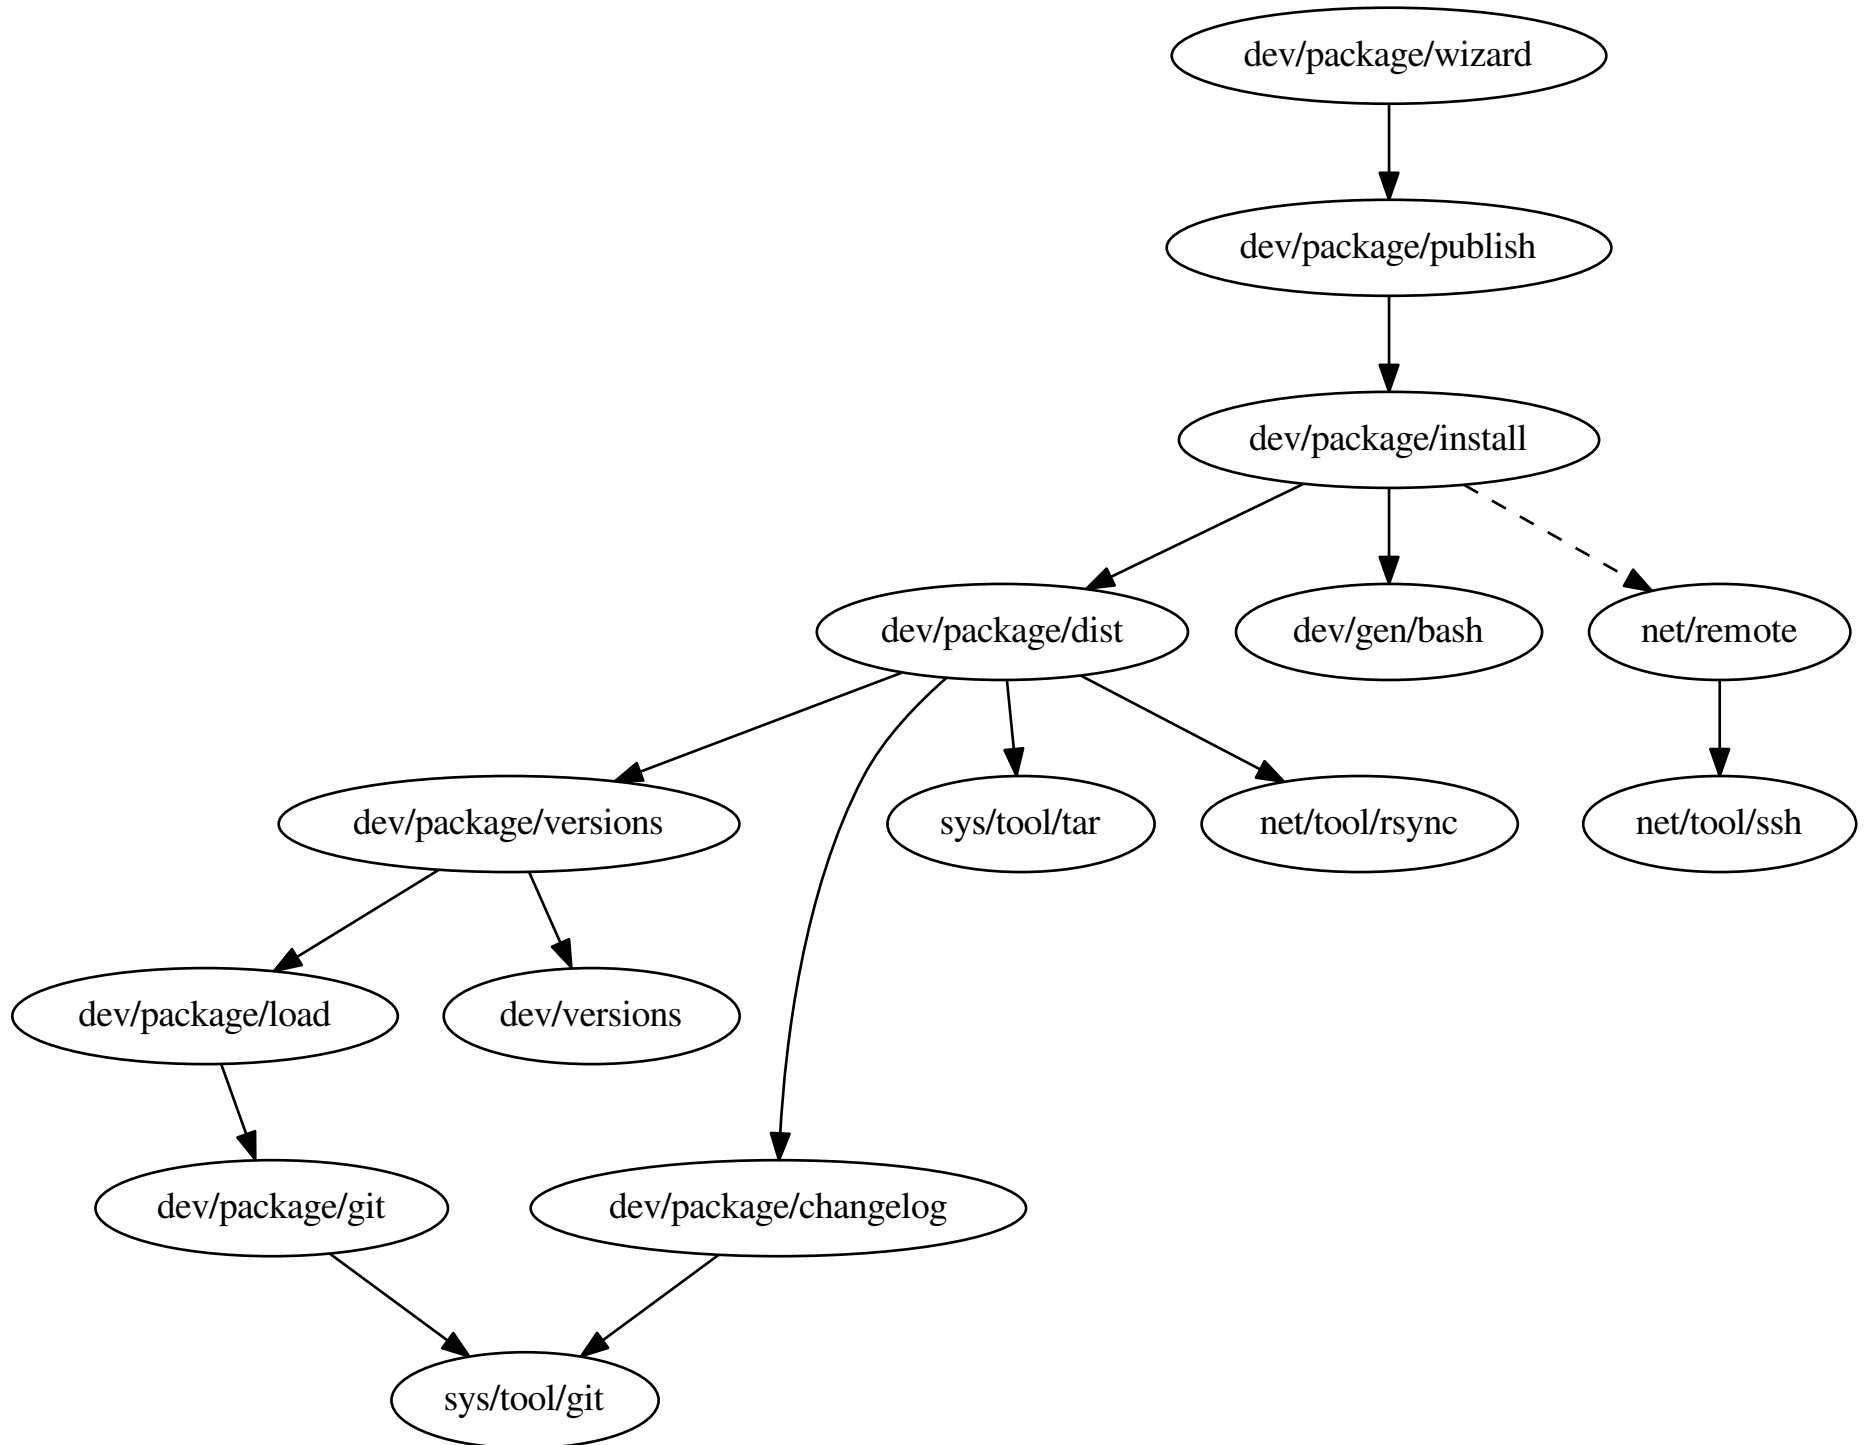 dev/package/wizard
dev/package/publish
dev/package/install
dev/package/dist
dev/gen/bash
net/remote
dev/package/versions
sys/tool/tar
net/tool/rsync
net/tool/ssh
dev/package/load
dev/versions
dev/package/git
dev/package/changelog
sys/tool/git